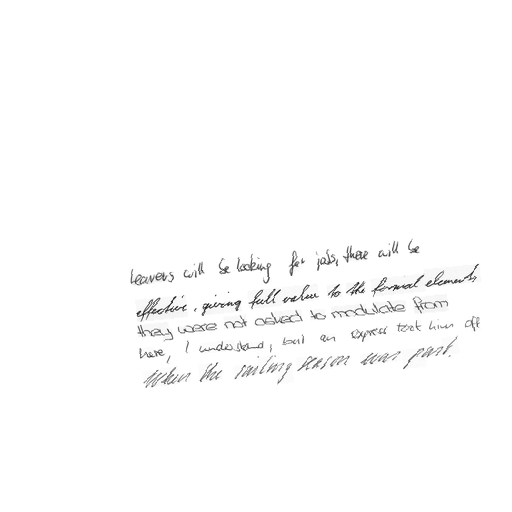 leavers will be looking for jobs, there will be
effective, giving full value to the formal elements
they were not asked to modulate from
here, I understand, but an express took him off
When the sailing season was past.